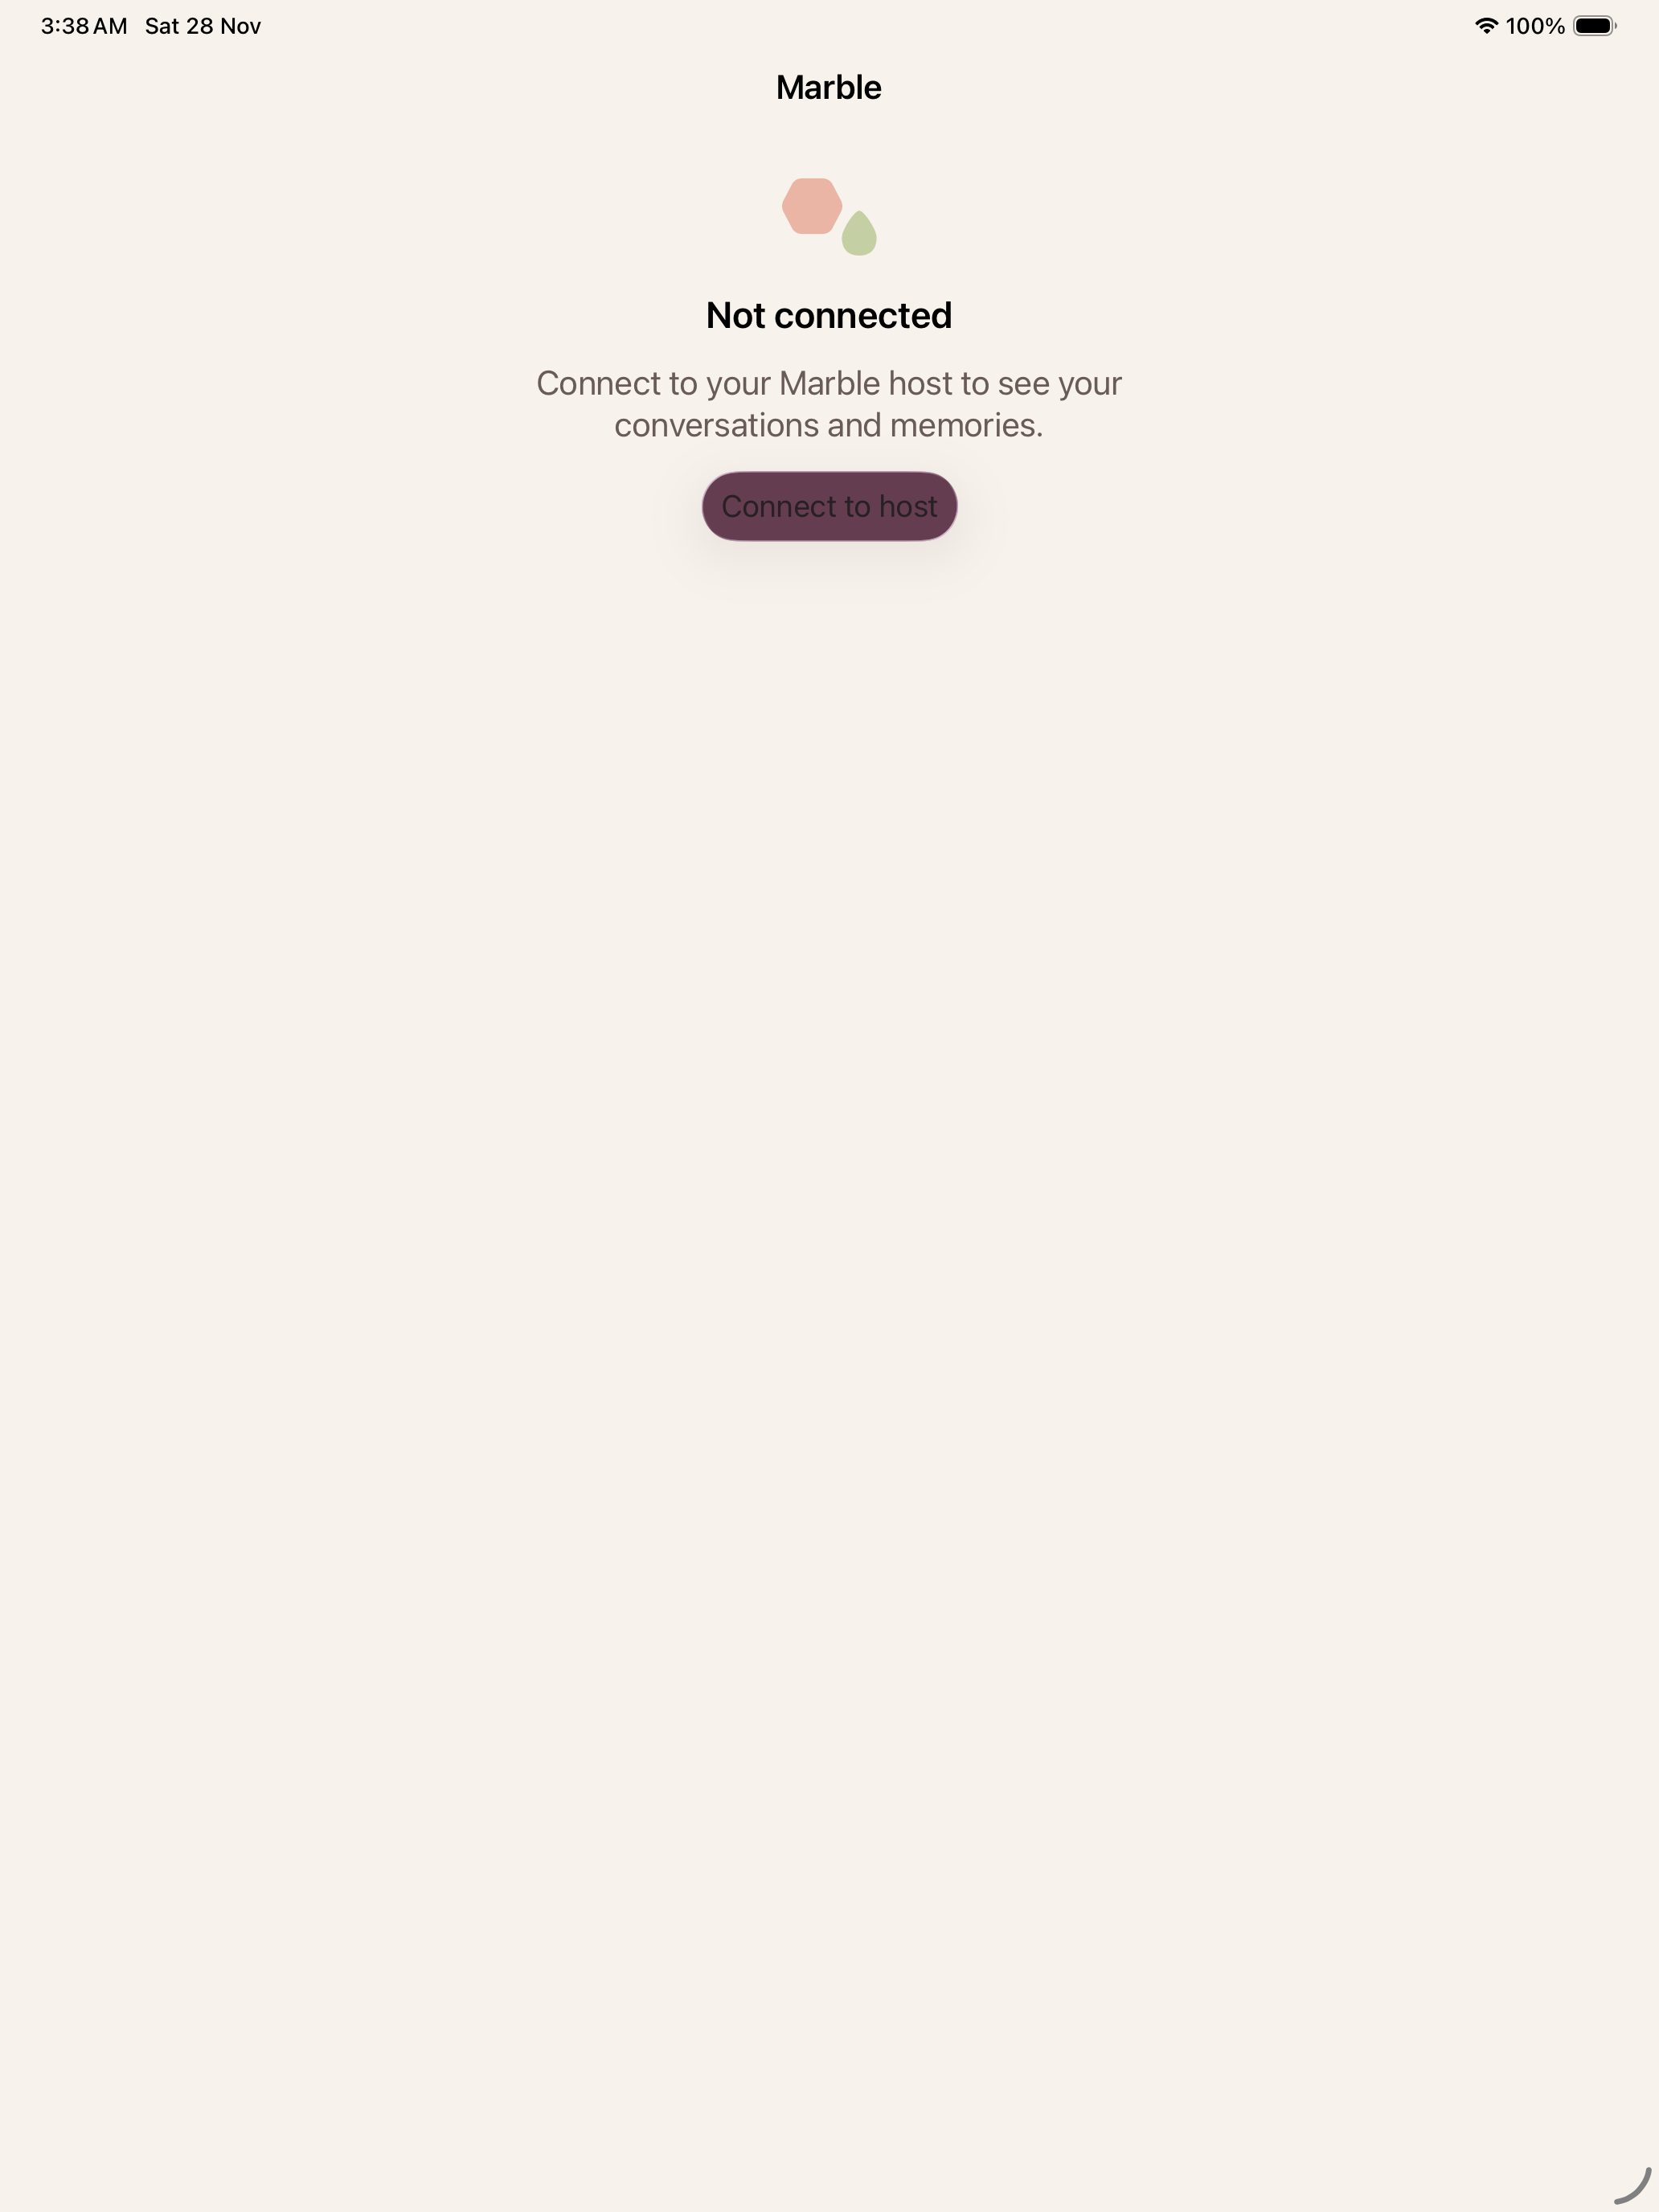 3:38 AM Sat 28 Nov
100%
Marble
Not connected
Connect to your Marble host to see your
conversations and memories.
Connect to host